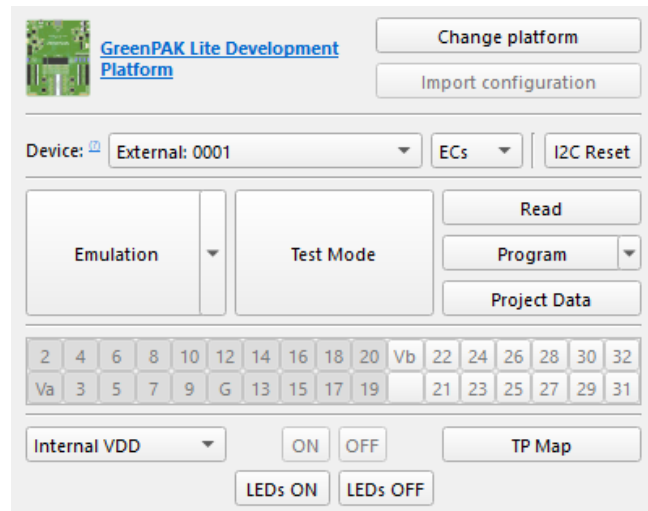 GreenPAK Lite Development
Platform
Change platform
Import configuration
Device: (?) External: 0001 ECs I2C Reset
Emulation
Test Mode
Read
Program
Project Data
2 4 6 8 10 12 14 16 18 20 Vb 22 24 26 28 30 32
Va 3 5 7 9 G 13 15 17 19 21 23 25 27 29 31
Internal VDD ON OFF TP Map
LEDs ON LEDs OFF